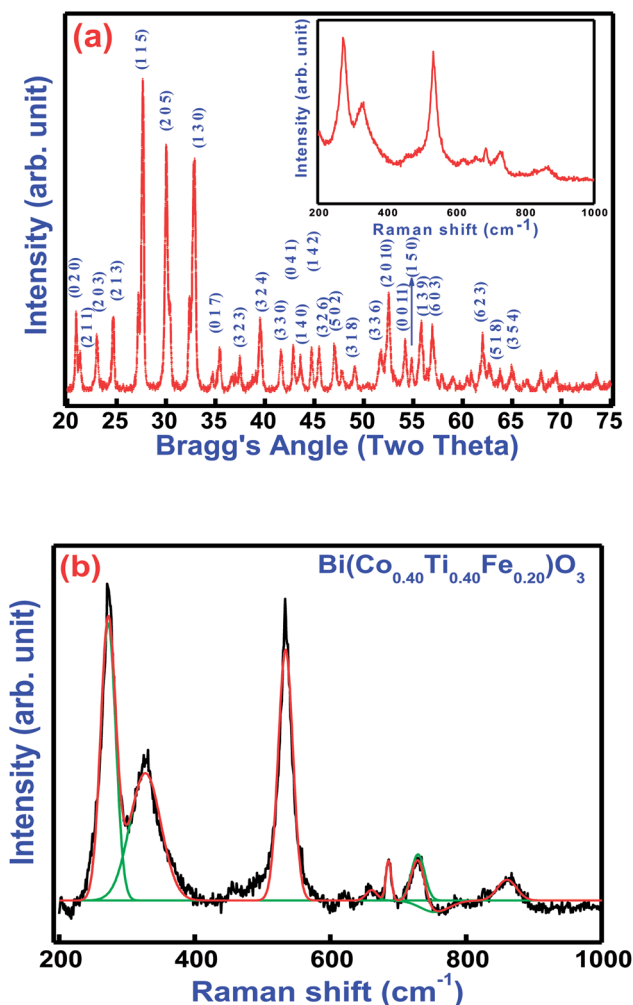 (a)
Intensity (arb. unit)
(0 2 0)
(2 1 1)
(2 0 3)
(2 1 3)
(1 1 5)
(2 0 5)
(1 3 0)
(0 1 7)
(3 2 3)
(3 2 4)
(3 3 0)
(0 4 1)
(1 4 0)
(1 4 2)
(3 2 6)
(5 0 2)
(3 1 8)
(3 3 6)
(2 0 10)
(0 0 11)
(1 5 0)
(1 3 9)
(6 0 3)
(6 2 3)
(5 1 8)
(3 5 4)
Intensity (arb. unit)
200 400 600 800 1000
Raman shift (cm⁻¹)
20 25 30 35 40 45 50 55 60 65 70 75
Bragg's Angle (Two Theta)
(b)
Bi(Co₀.₄₀Ti₀.₄₀Fe₀.₂₀)O₃
Intensity (arb. unit)
200 400 600 800 1000
Raman shift (cm⁻¹)